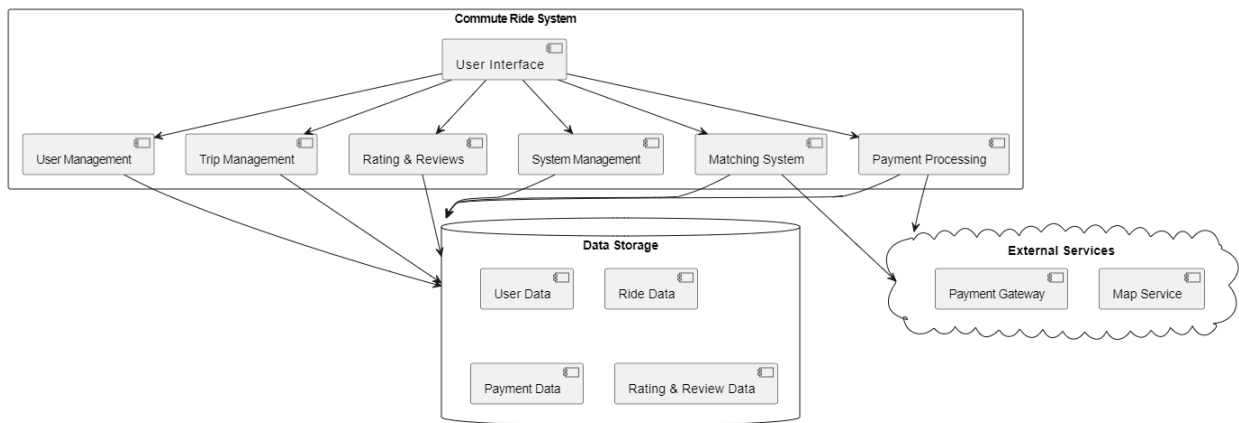 Commute Ride System
User Interface
User Management
Trip Management
Rating & Reviews
System Management
Matching System
Payment Processing
Data Storage
User Data
Ride Data
Payment Data
Rating & Review Data
External Services
Payment Gateway
Map Service